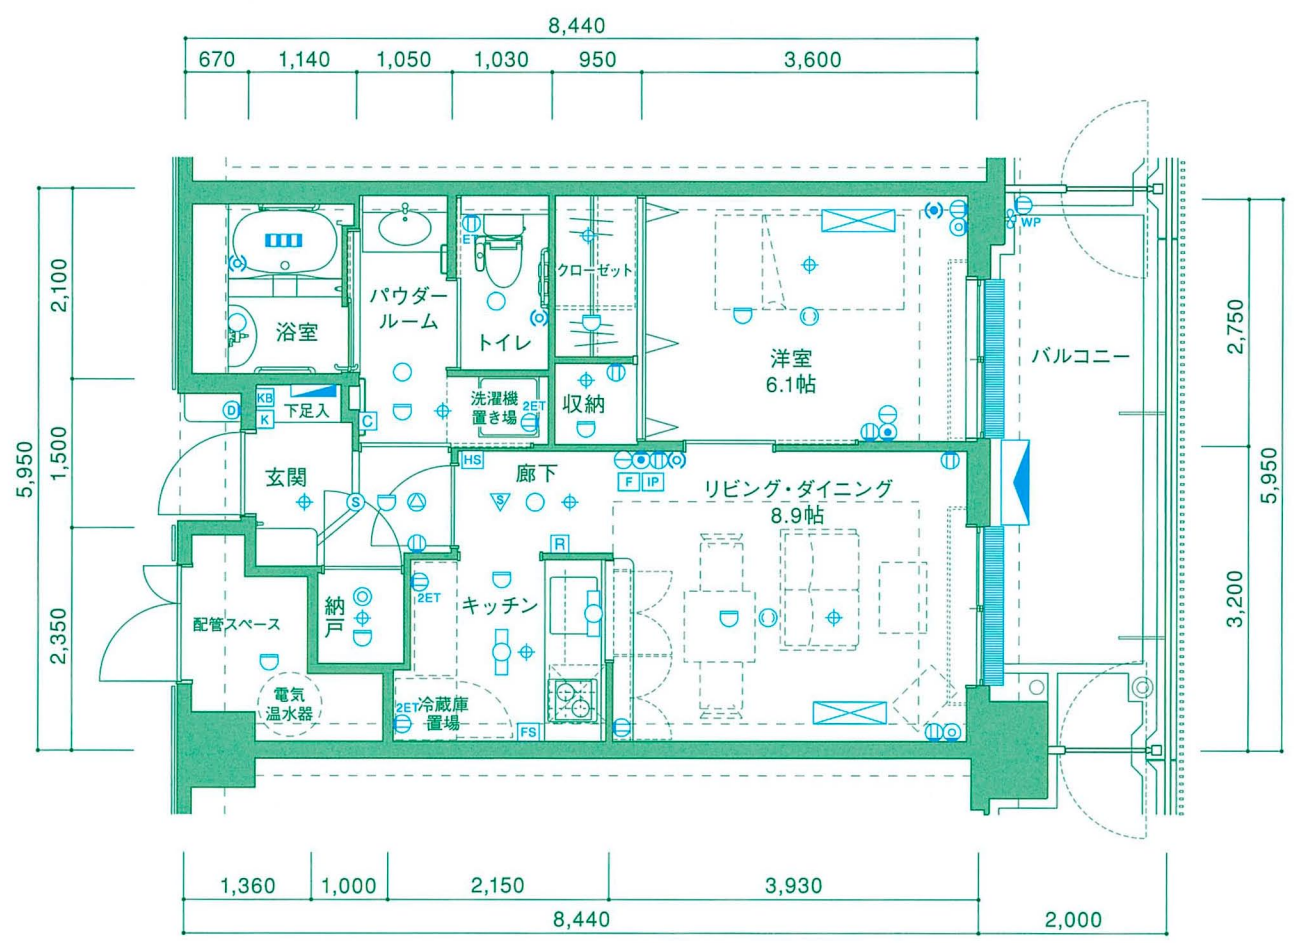 8,440
670
1,140
1,050
1,030
950
3,600
2,100
1,500
2,350
5,950
2,750
3,200
5,950
浴室
パウダー
ルーム
ET
トイレ
クローゼット
洋室
6.1帖
WP
バルコニー
D
KB
K
下足入
C
洗濯機
置き場
2ET
収納
玄関
S
HS
廊下
S
F
IP
リビング・ダイニング
8.9帖
R
2ET
キッチン
納
戸
配管スペース
電気
温水器
2ET
冷蔵庫
置場
FS
1,360
1,000
2,150
3,930
8,440
2,000